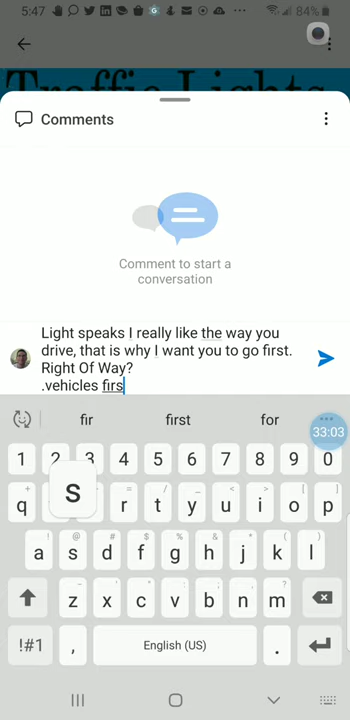 5:47
84%
Traffic Lights
Comments
Comment to start a
conversation
Light speaks I really like the way you
drive, that is why I want you to go first.
Right Of Way?
.vehicles firs
fir first for
33:03
1 2 3 4 5 6 7 8 9 0
q r t y u i o p
s
a s d f g h j k l
z x c v b n m
!#1 , English (US) .